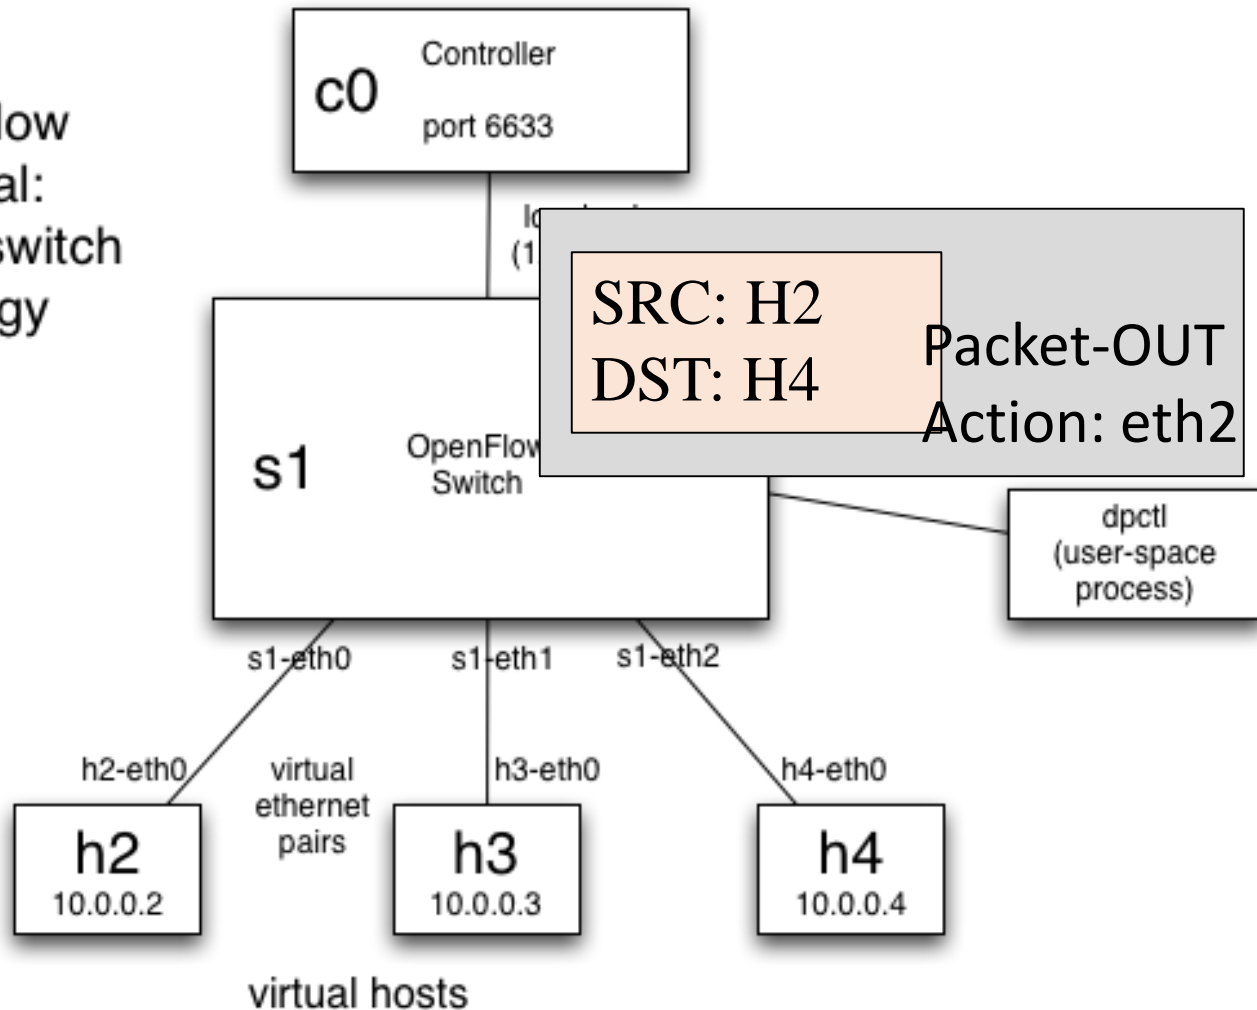 Controller
c0
port 6633
al:
switch
SRC: H2
DST: H4
Packet-OUT
Action: eth2
s1
OpenFlow
Switch
dpctl
(user-space
process)
s1-eth0
s1-eth1
s1-eth2
h2-eth0
virtual
ethernet
pairs
h3-eth0
h4-eth0
h2
10.0.0.2
h3
10.0.0.3
h4
10.0.0.4
virtual hosts